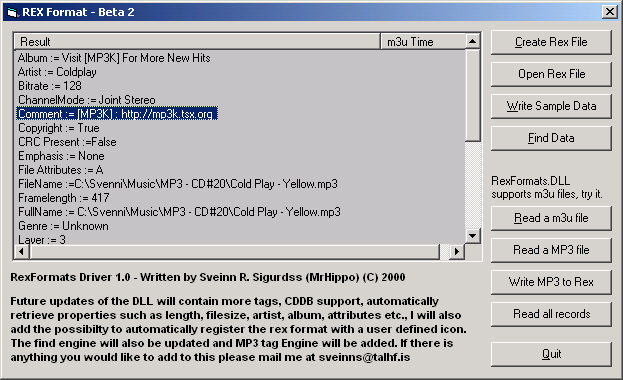 REX Format - Beta 2
Result
m3u Time
Album := Visit [MP3K] For More New Hits
Artist := Coldplay
Bitrate := 128
ChannelMode := Joint Stereo
Comment := [MP3K] : http://mp3k.tsx.org
Copyright := True
CRC Present :=False
Emphasis := None
File Attributes := A
FileName :=C:\Svenni\Music\MP3 - CD#20\Cold Play - Yellow.mp3
Framelength := 417
FullName := C:\Svenni\Music\MP3 - CD#20\Cold Play - Yellow.mp3
Genre := Unknown
Layer := 3
Create Rex File
Open Rex File
Write Sample Data
Find Data
RexFormats.DLL
supports m3u files, try it.
Read a m3u file
Read a MP3 file
Write MP3 to Rex
Read all records
Quit
RexFormats Driver 1.0 - Written by Sveinn R. Sigurdss (MrHippo) (C) 2000
Future updates of the DLL will contain more tags, CDDB support, automatically
retrieve properties such as length, filesize, artist, album, attributes etc., I will also
add the possibilty to automatically register the rex format with a user defined icon.
The find engine will also be updated and MP3 tag Engine will be added. If there is
anything you would like to add to this please mail me at sveinns@talhf.is